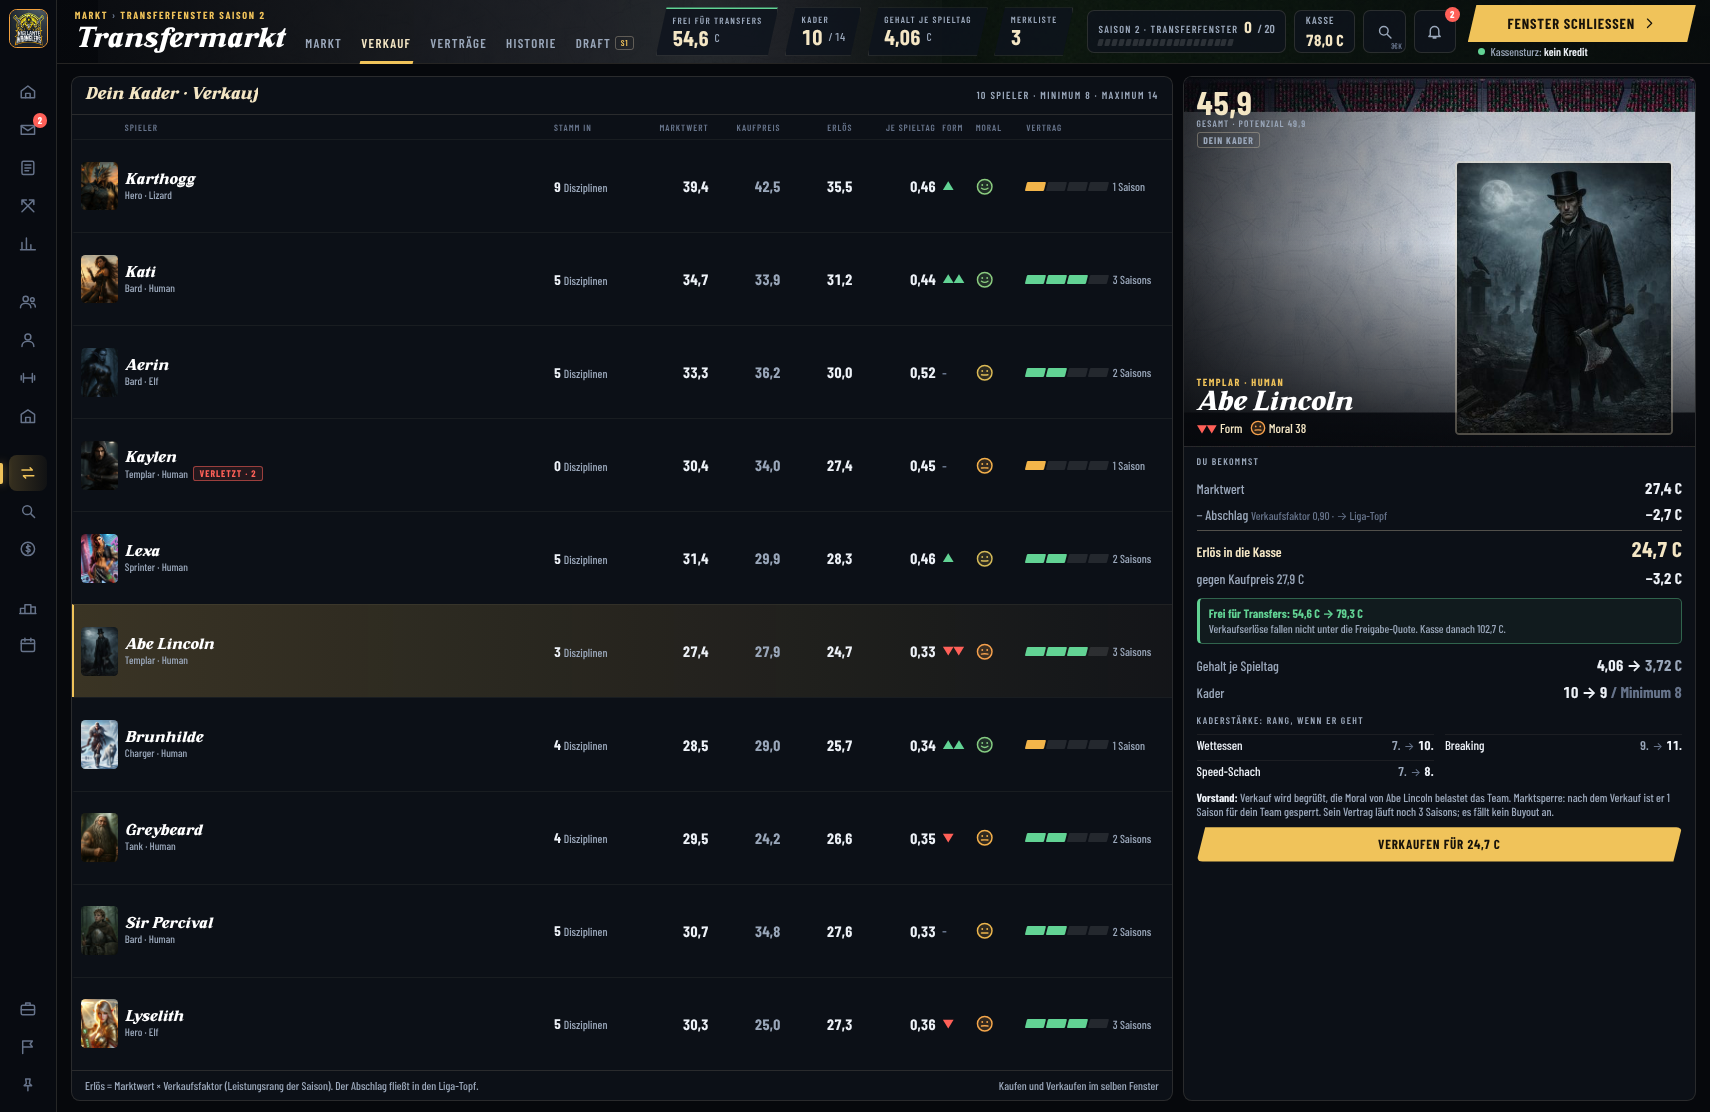 MARKT › TRANSFERFENSTER SAISON 2
Transfermarkt
MARKT VERKAUF VERTRÄGE HISTORIE DRAFT S1
FREI FÜR TRANSFERS
54,6 C
KADER
10 / 14
GEHALT JE SPIELTAG
4,06 C
MERKLISTE
3
SAISON 2 · TRANSFERFENSTER 0 / 20
KASSE
78,0 C
2
FENSTER SCHLIESSEN
Kassensturz: kein Kredit
2
Dein Kader · Verkauf
10 SPIELER · MINIMUM 8 · MAXIMUM 14
SPIELER STAMM IN MARKTWERT KAUFPREIS ERLÖS JE SPIELTAG FORM MORAL VERTRAG
Karthogg
Hero · Lizard
9 Disziplinen 39,4 42,5 35,5 0,46 1 Saison
Kati
Bard · Human
5 Disziplinen 34,7 33,9 31,2 0,44 3 Saisons
Aerin
Bard · Elf
5 Disziplinen 33,3 36,2 30,0 0,52 - 2 Saisons
Kaylen
Templar · Human VERLETZT · 2
0 Disziplinen 30,4 34,0 27,4 0,45 - 1 Saison
Lexa
Sprinter · Human
5 Disziplinen 31,4 29,9 28,3 0,46 2 Saisons
Abe Lincoln
Templar · Human
3 Disziplinen 27,4 27,9 24,7 0,33 3 Saisons
Brunhilde
Charger · Human
4 Disziplinen 28,5 29,0 25,7 0,34 1 Saison
Greybeard
Tank · Human
4 Disziplinen 29,5 24,2 26,6 0,35 2 Saisons
Sir Percival
Bard · Human
5 Disziplinen 30,7 34,8 27,6 0,33 - 2 Saisons
Lyselith
Hero · Elf
5 Disziplinen 30,3 25,0 27,3 0,36 3 Saisons
Erlös = Marktwert × Verkaufsfaktor (Leistungsrang der Saison). Der Abschlag fließt in den Liga-Topf.
Kaufen und Verkaufen im selben Fenster
45,9
GESAMT · POTENZIAL 49,9
DEIN KADER
TEMPLAR · HUMAN
Abe Lincoln
Form Moral 38
DU BEKOMMST
Marktwert 27,4 C
– Abschlag Verkaufsfaktor 0,90 · → Liga-Topf −2,7 C
Erlös in die Kasse 24,7 C
gegen Kaufpreis 27,9 C −3,2 C
Frei für Transfers: 54,6 C → 79,3 C
Verkaufserlöse fallen nicht unter die Freigabe-Quote. Kasse danach 102,7 C.
Gehalt je Spieltag 4,06 → 3,72 C
Kader 10 → 9 / Minimum 8
KADERSTÄRKE: RANG, WENN ER GEHT
Wettessen 7. → 10. Breaking 9. → 11.
Speed-Schach 7. → 8.
Vorstand: Verkauf wird begrüßt, die Moral von Abe Lincoln belastet das Team. Marktsperre: nach dem Verkauf ist er 1
Saison für dein Team gesperrt. Sein Vertrag läuft noch 3 Saisons; es fällt kein Buyout an.
VERKAUFEN FÜR 24,7 C